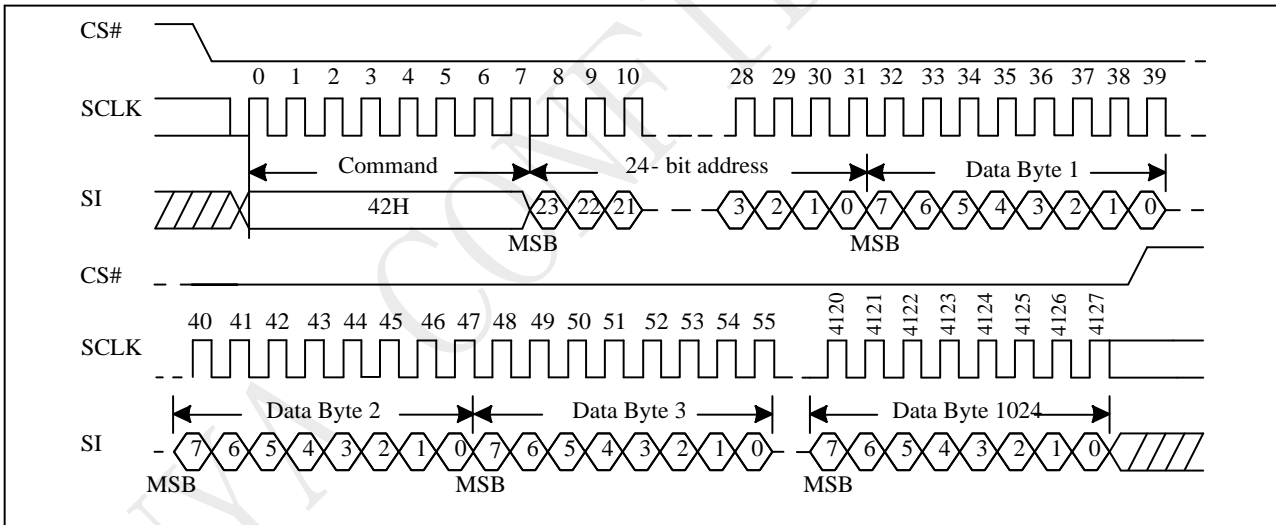 CS#
0 1 2 3 4 5 6 7 8 9 10 28 29 30 31 32 33 34 35 36 37 38 39
SCLK
Command 24- bit address Data Byte 1
SI 42H 23 22 21 3 2 1 0 7 6 5 4 3 2 1 0
MSB MSB
CS#
40 41 42 43 44 45 46 47 48 49 50 51 52 53 54 55 4120 4121 4122 4123 4124 4125 4126 4127
SCLK
Data Byte 2 Data Byte 3 Data Byte 1024
SI 7 6 5 4 3 2 1 0 7 6 5 4 3 2 1 0 7 6 5 4 3 2 1 0
MSB MSB MSB